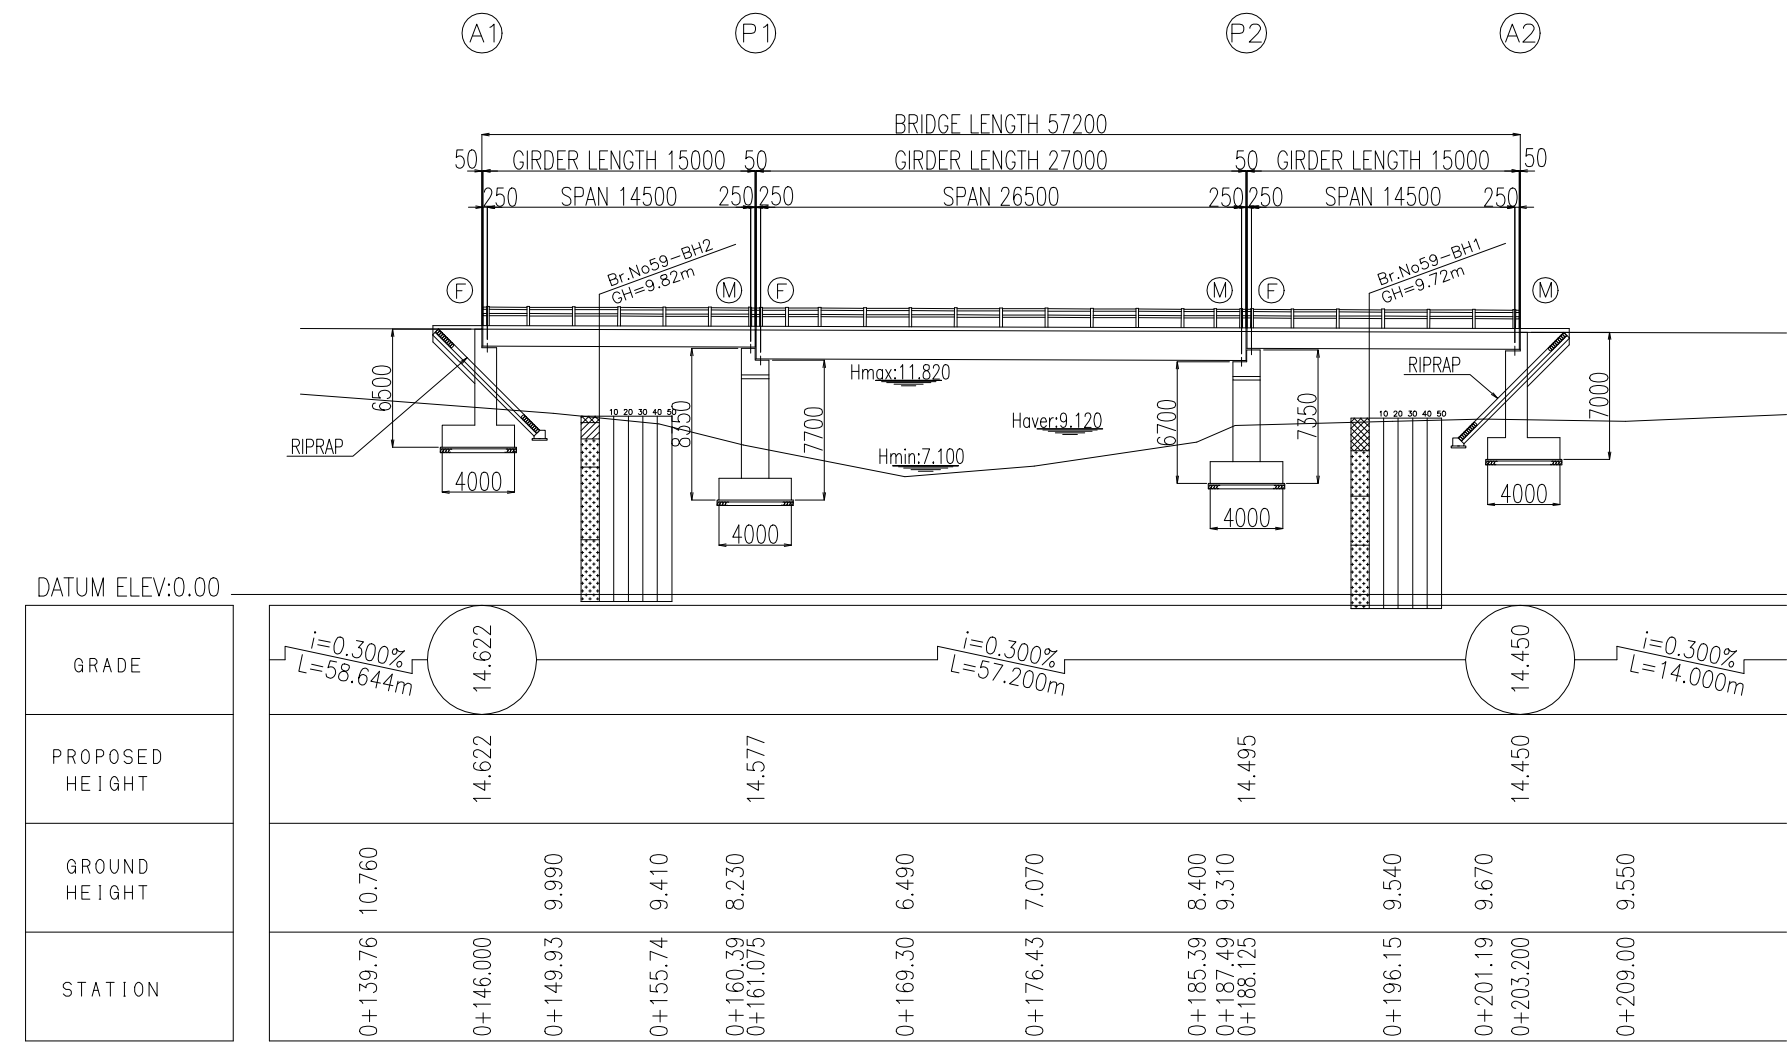 A1 P1 P2 A2
BRIDGE LENGTH 57200
50 GIRDER LENGTH 15000 50 GIRDER LENGTH 27000 50 GIRDER LENGTH 15000 50
250 SPAN 14500 250 250 SPAN 26500 250 250 SPAN 14500 250
Br.No59-BH2
GH=9.82m
Br.No59-BH1
GH=9.72m
F M F M F M
Hmax:11.820
Haver:9.120
Hmin:7.100
RIPRAP
RIPRAP
6500
8350
7700
6700
7350
7000
10 20 30 40 50
10 20 30 40 50
4000
4000
4000
4000
DATUM ELEV:0.00
GRADE
i=0.300%
L=58.644m
14.622
i=0.300%
L=57.200m
14.450
i=0.300%
L=14.000m
PROPOSED
HEIGHT
14.622
14.577
14.495
14.450
GROUND
HEIGHT
10.760
9.990
9.410
8.230
6.490
7.070
8.400
9.310
9.540
9.670
9.550
STATION
0+139.76
0+146.000
0+149.93
0+155.74
0+160.39
0+161.075
0+169.30
0+176.43
0+185.39
0+187.49
0+188.125
0+196.15
0+201.19
0+203.200
0+209.00